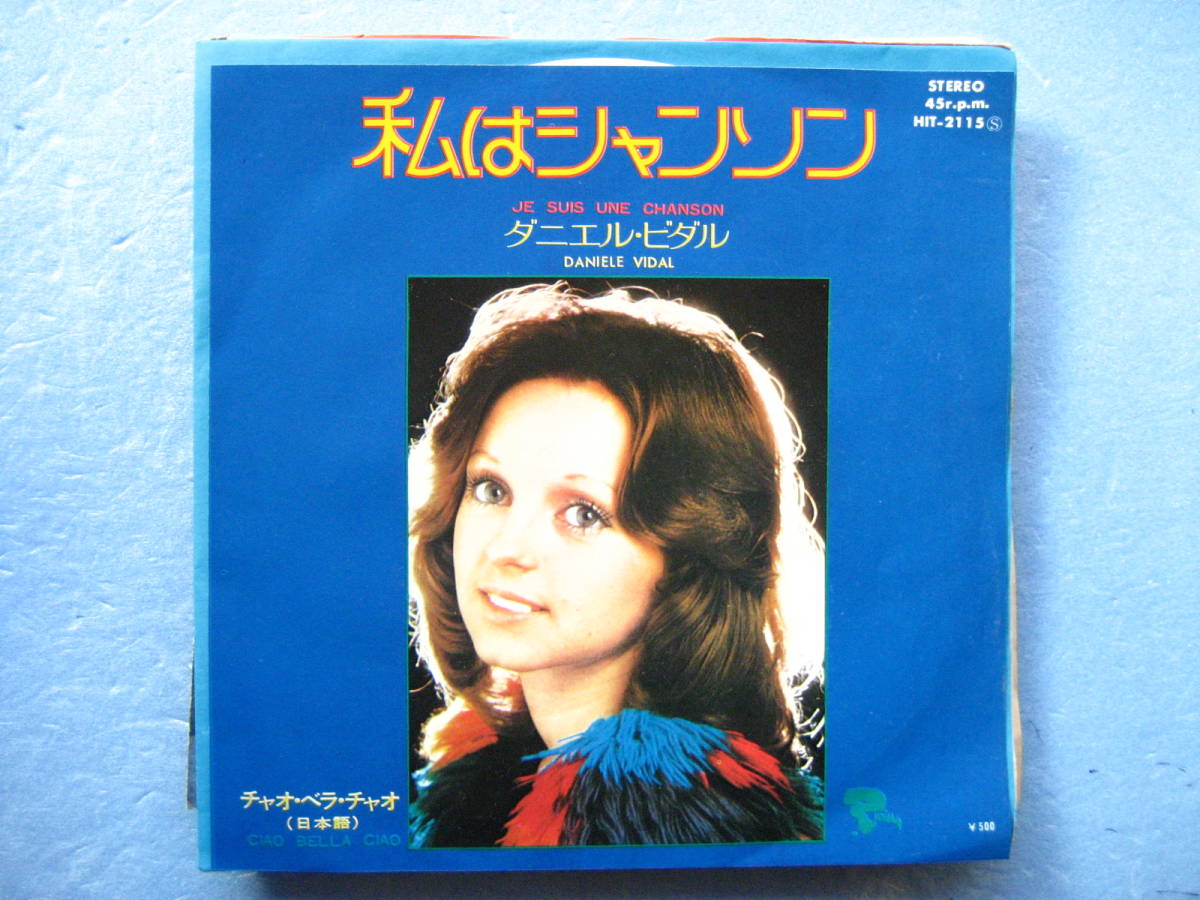 STEREO
45r.p.m.
HIT-2115Ⓢ
私はシャンソン
JE SUIS UNE CHANSON
ダニエル・ビダル
DANIELE VIDAL
チャオ・ベラ・チャオ
(日本語)
CIAO BELLA CIAO
¥500